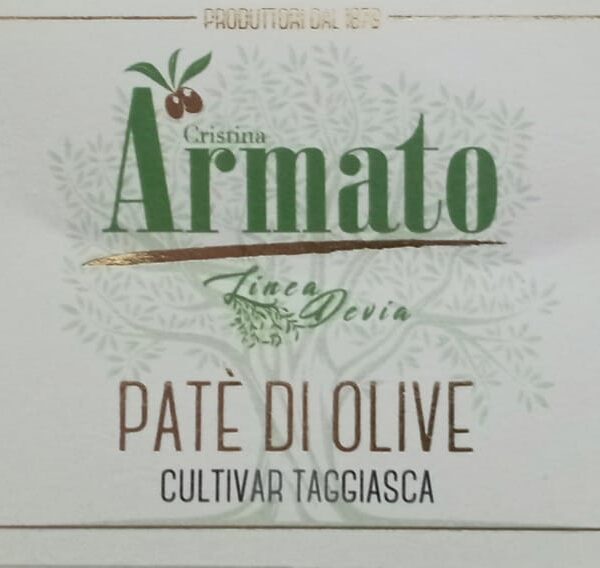 PRODUTTORI DAL 1879
Cristina
Armato
Linea
Devia
PATÈ DI OLIVE
CULTIVAR TAGGIASCA